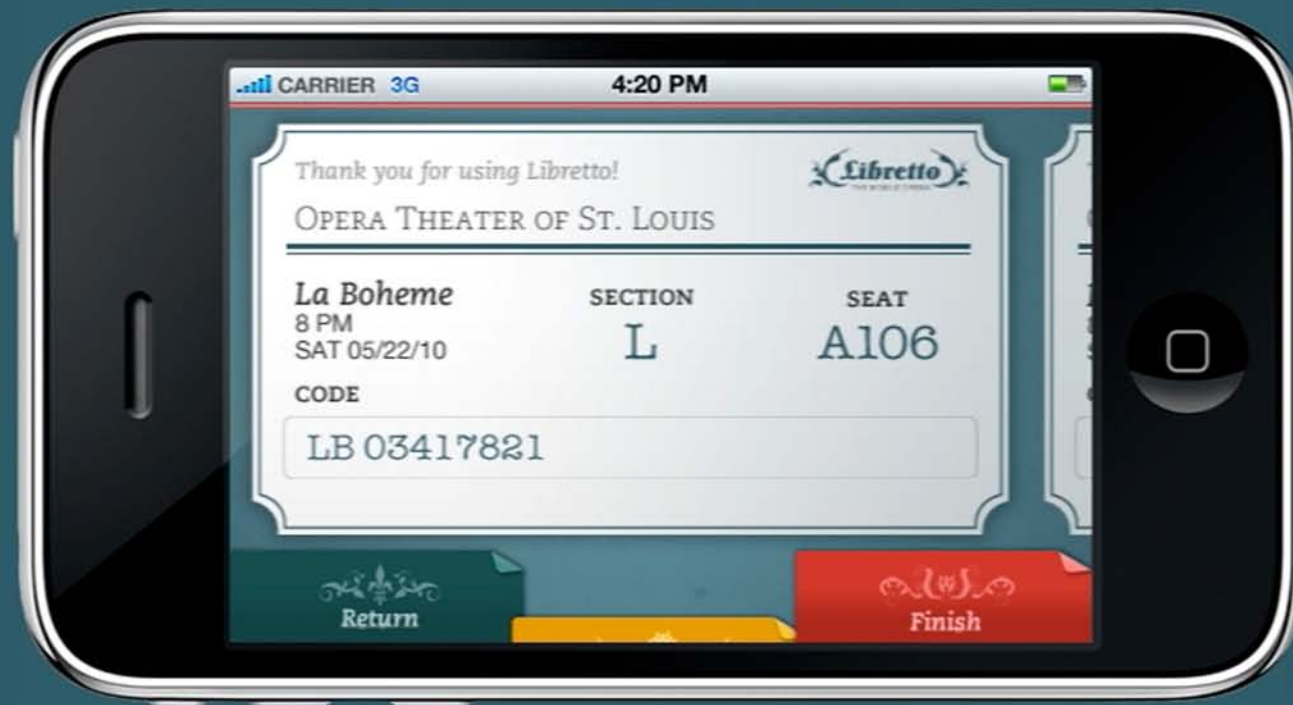 CARRIER 3G 4:20 PM
Thank you for using Libretto!
Libretto
OPERA THEATER OF ST. LOUIS
La Boheme
8 PM
SAT 05/22/10
SECTION
L
SEAT
A106
CODE
LB 03417821
Return
Finish